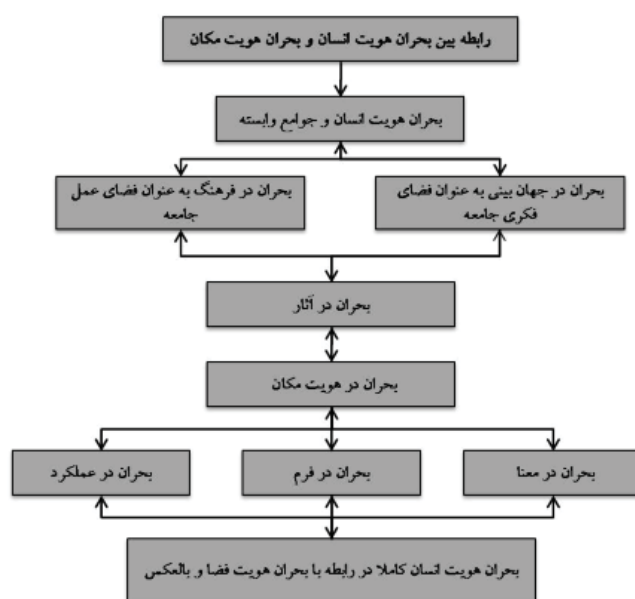 رابطه بین بحران هویت انسان و بحران هویت مکان
بحران هویت انسان و جوامع وابسته
بحران در جهان بینی به عنوان فضای
فکری جامعه
بحران در فرهنگ به عنوان فضای عمل
جامعه
بحران در آثار
بحران در هویت مکان
بحران در معنا
بحران در فرم
بحران در عملکرد
بحران هویت انسان کاملا در رابطه با بحران هویت فضا و بالعکس